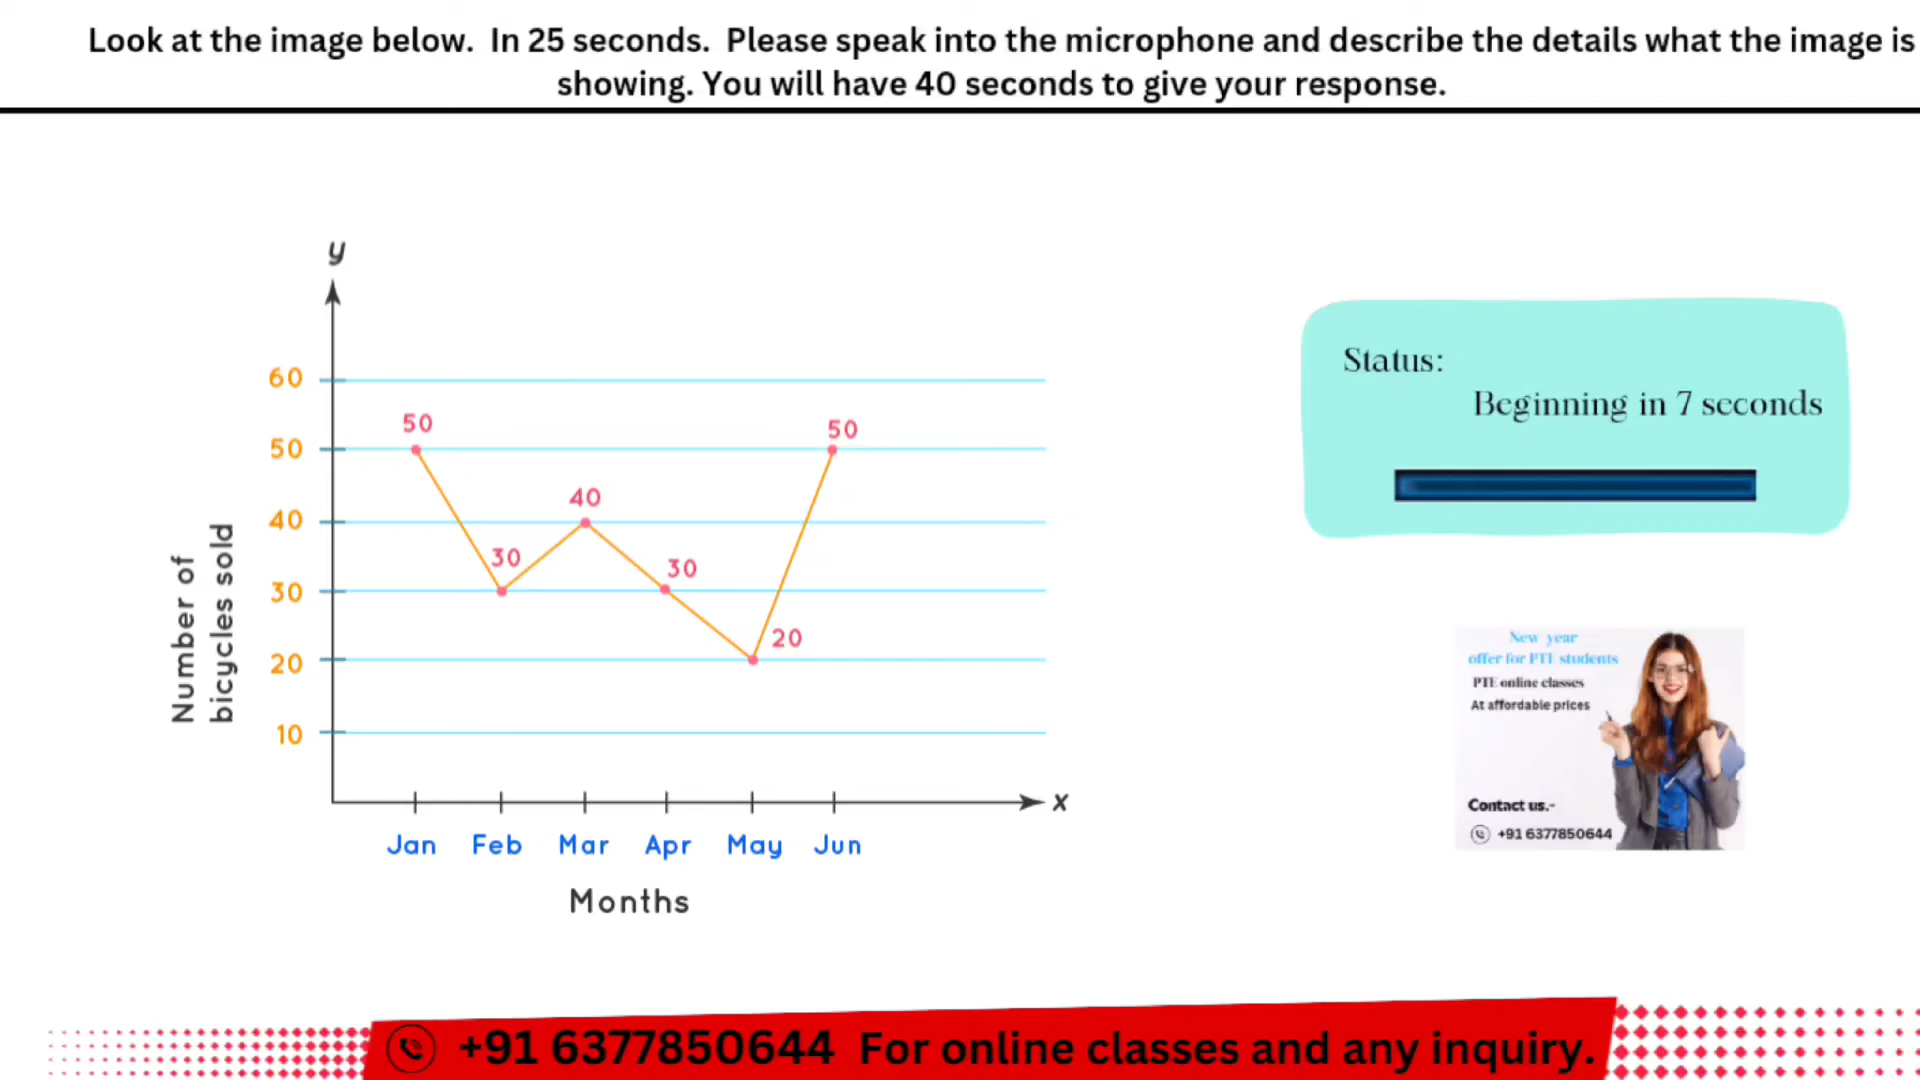 Look at the image below. In 25 seconds. Please speak into the microphone and describe the details what the image is
showing. You will have 40 seconds to give your response.
y
60
50
40
30
20
10
Number of
bicycles sold
50
30
40
30
20
50
x
Jan Feb Mar Apr May Jun
Months
Status:
Beginning in 7 seconds
New year
offer for PTE students
PTE online classes
At affordable prices
Contact us.-
+91 6377850644
+91 6377850644 For online classes and any inquiry.